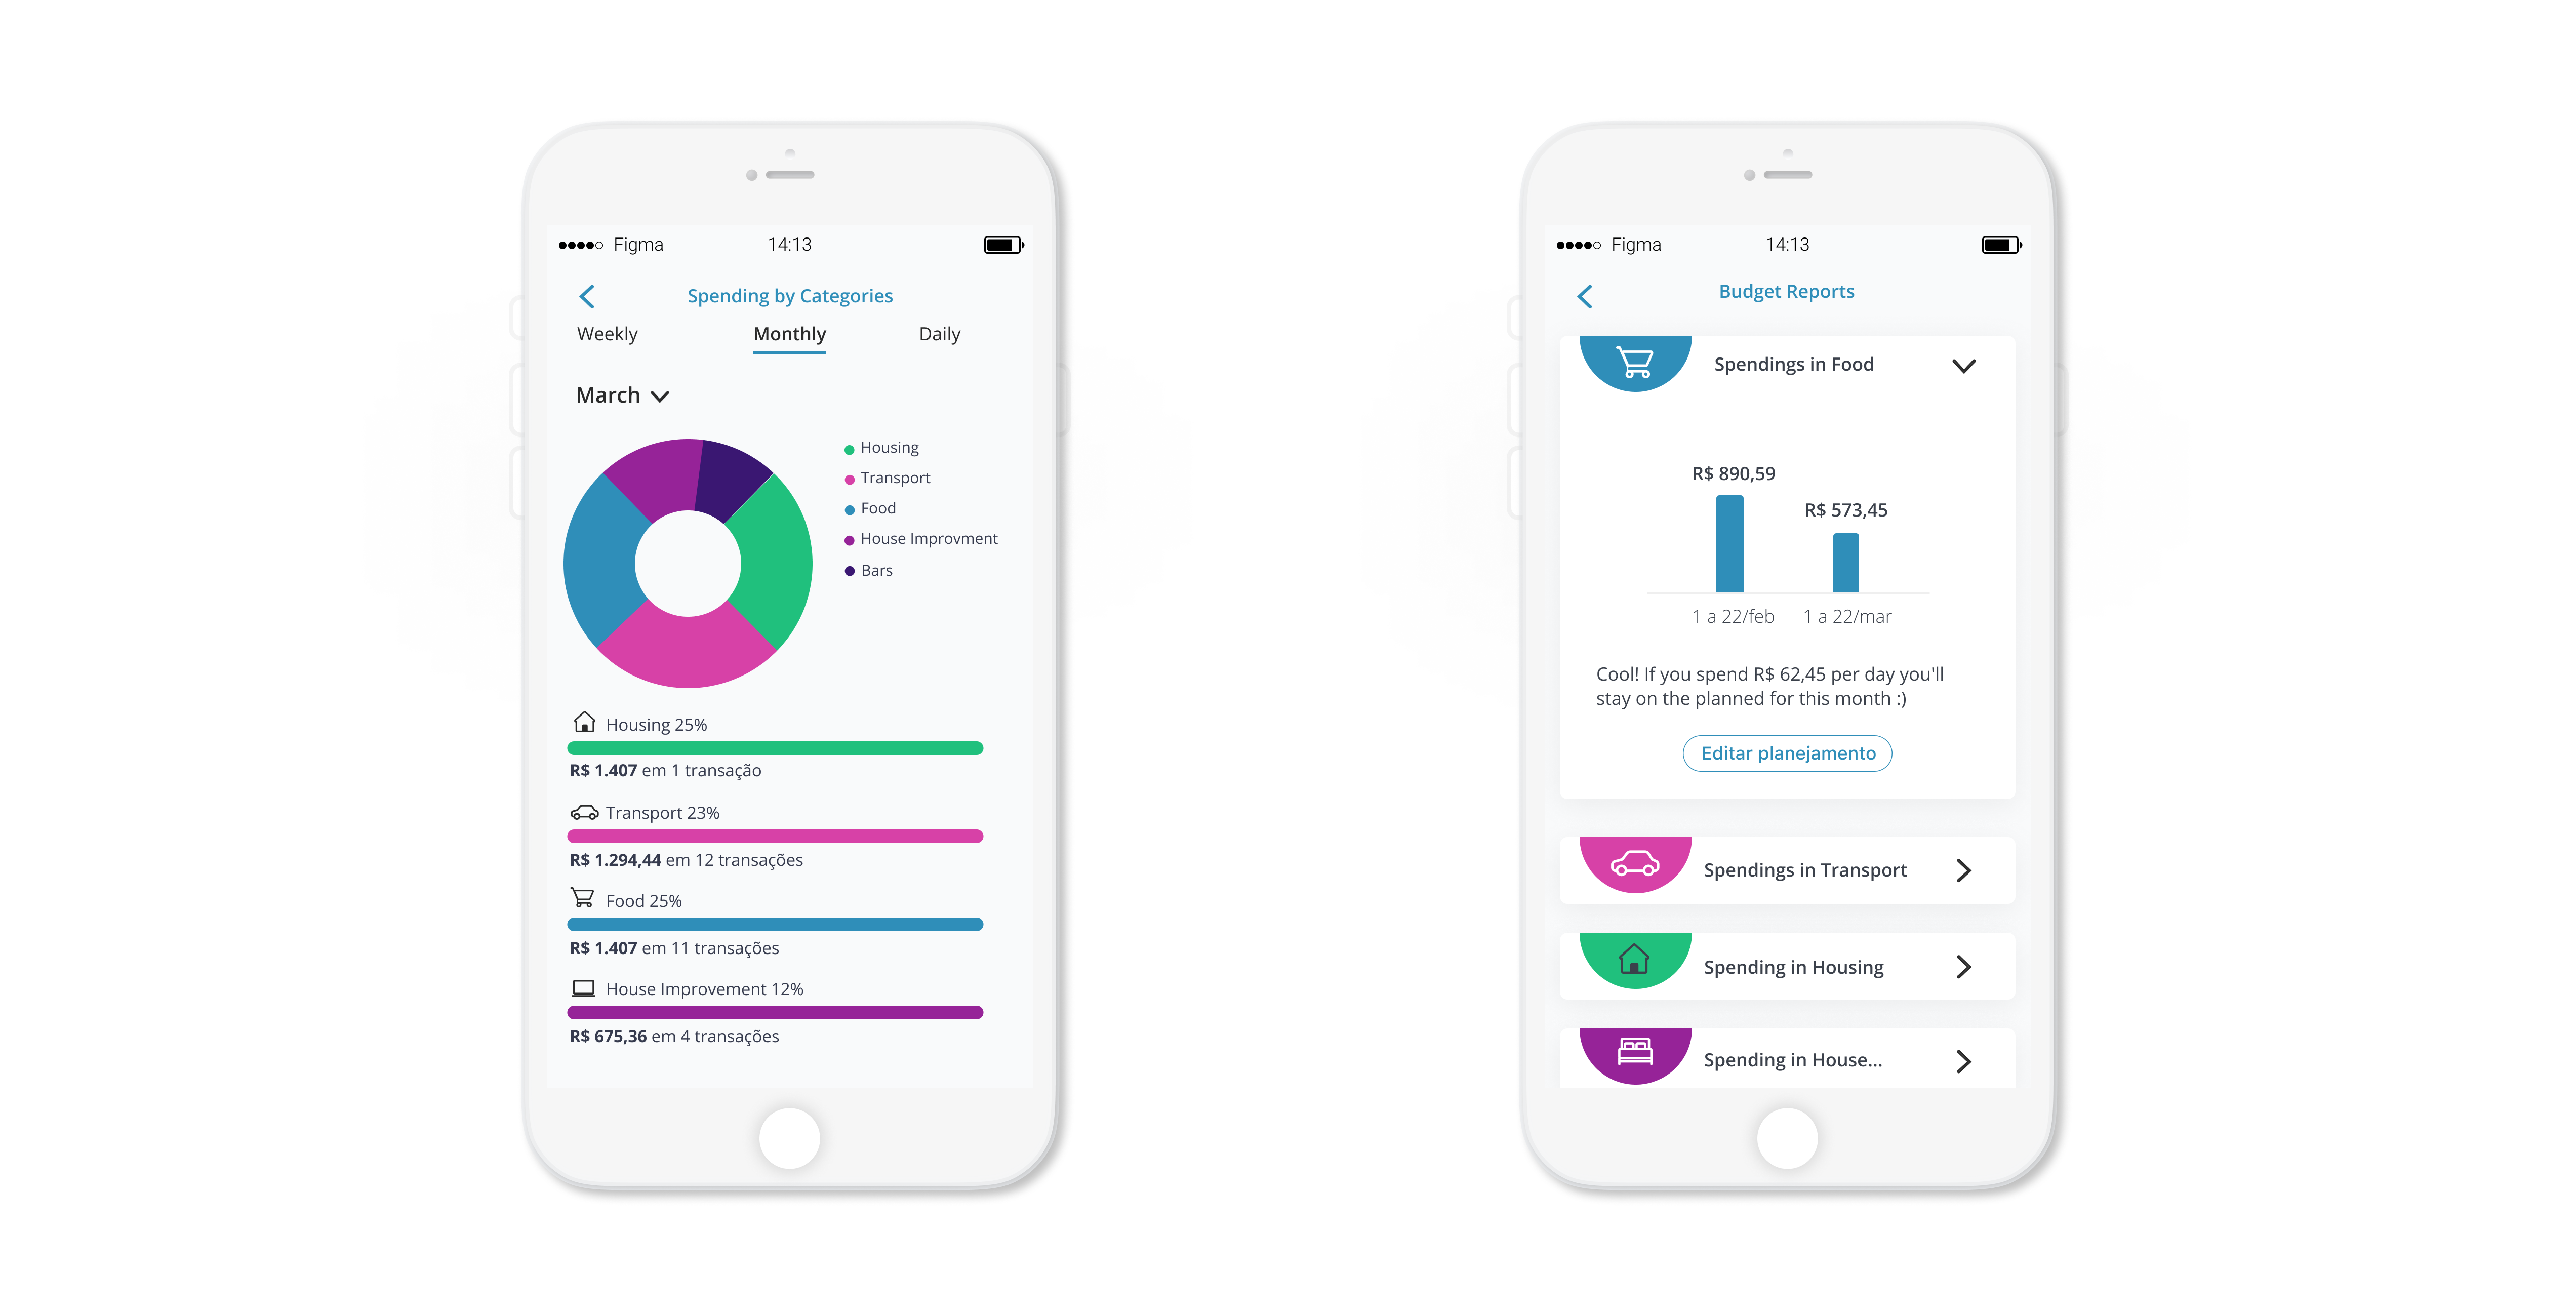 Figma 14:13
Spending by Categories
Weekly Monthly Daily
March
Housing
Transport
Food
House Improvment
Bars
Housing 25%
R$ 1.407 em 1 transação
Transport 23%
R$ 1.294,44 em 12 transações
Food 25%
R$ 1.407 em 11 transações
House Improvement 12%
R$ 675,36 em 4 transações
Figma 14:13
Budget Reports
Spendings in Food
R$ 890,59
R$ 573,45
1 a 22/feb 1 a 22/mar
Cool! If you spend R$ 62,45 per day you'll
stay on the planned for this month :)
Editar planejamento
Spendings in Transport
Spending in Housing
Spending in House...